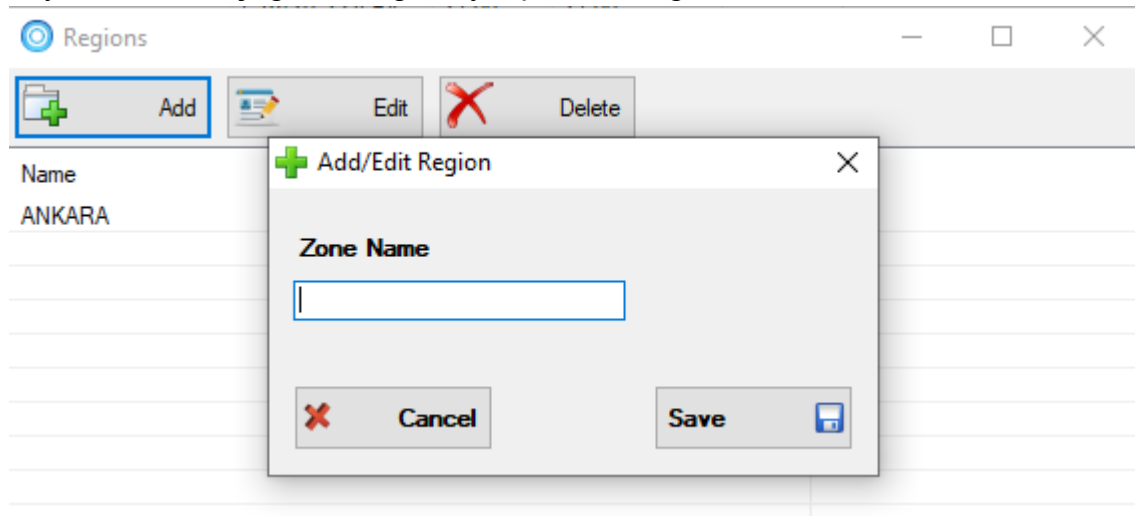 Regions
Add Edit Delete
Name
ANKARA
Add/Edit Region
Zone Name
Cancel Save